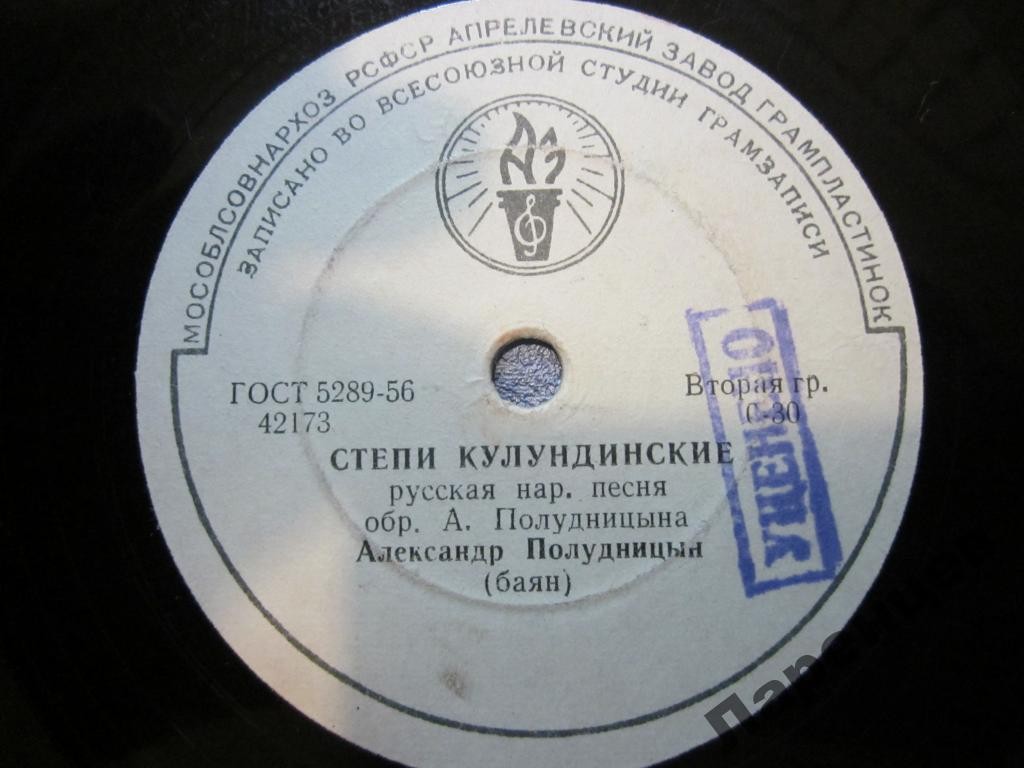 МОСОБЛСОВНАРХОЗ РСФСР АПРЕЛЕВСКИЙ ЗАВОД ГРАМПЛАСТИНОК
ЗАПИСАНО ВО ВСЕСОЮЗНОЙ СТУДИИ ГРАМЗАПИСИ
ГОСТ 5289-56
42173
Вторая гр.
0-30
УЦЕНЕНО
СТЕПИ КУЛУНДИНСКИЕ
русская нар. песня
обр. А. Полудницына
Александр Полудницын
(баян)